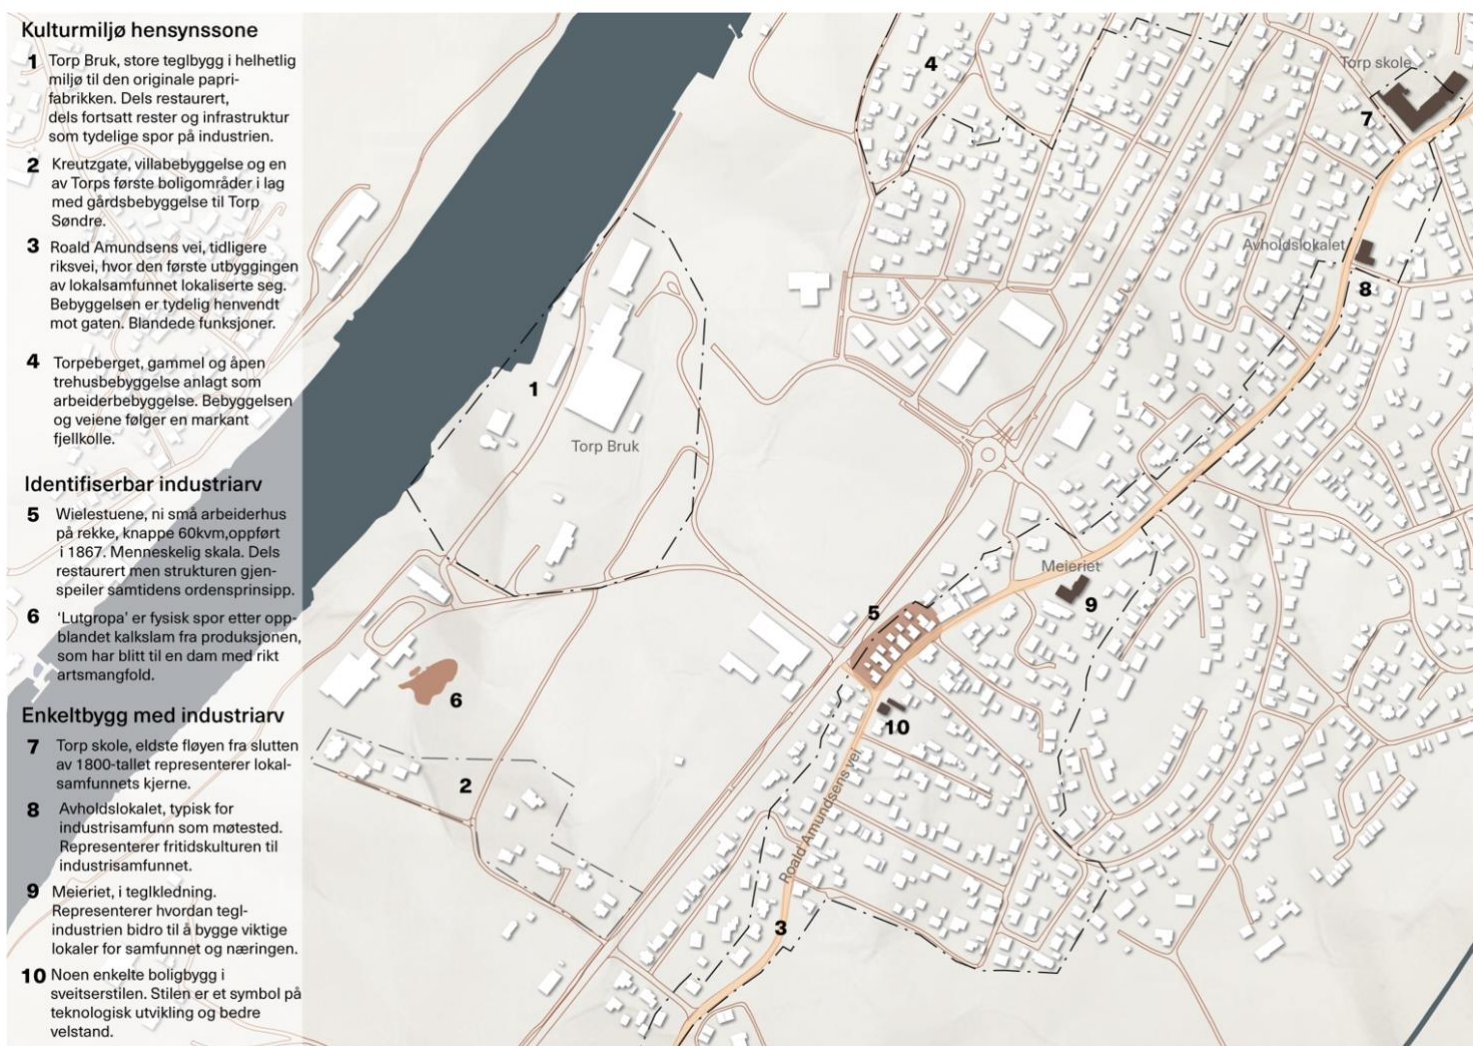 Kulturmiljø hensynssone
1 Torp Bruk, store teglbygg i helhetlig
miljø til den originale papri-
fabrikken. Dels restaurert,
dels fortsatt rester og infrastruktur
som tydelige spor på industrien.
2 Kreutzgate, villabebyggelse og en
av Torps første boligområder i lag
med gårdsbebyggelse til Torp
Søndre.
3 Roald Amundsens vei, tidligere
riksvei, hvor den første utbyggingen
av lokalsamfunnet lokaliserte seg.
Bebyggelsen er tydelig henvendt
mot gaten. Blandede funksjoner.
4 Torpeberget, gammel og åpen
trehusbebyggelse anlagt som
arbeiderbebyggelse. Bebyggelsen
og veiene følger en markant
fjellkolle.
Identifiserbar industriarv
5 Wielestuene, ni små arbeiderhus
på rekke, knappe 60kvm,oppført
i 1867. Menneskelig skala. Dels
restaurert men strukturen gjen-
speiler samtidens ordensprinsipp.
6 ‘Lutgropa’ er fysisk spor etter opp-
blandet kalkslam fra produksjonen,
som har blitt til en dam med rikt
artsmangfold.
Enkeltbygg med industriarv
7 Torp skole, eldste fløyen fra slutten
av 1800-tallet representerer lokal-
samfunnets kjerne.
8 Avholdslokalet, typisk for
industrisamfunn som møtested.
Representerer fritidskulturen til
industrisamfunnet.
9 Meieriet, i teglkledning.
Representerer hvordan tegl-
industrien bidro til å bygge viktige
lokaler for samfunnet og næringen.
10 Noen enkelte boligbygg i
sveitserstilen. Stilen er et symbol på
teknologisk utvikling og bedre
velstand.
4
Torp skole
7
Avholdslokalet
8
1
Torp Bruk
Meieriet
9
5
6
10
2
Roald Amundsens vei
3